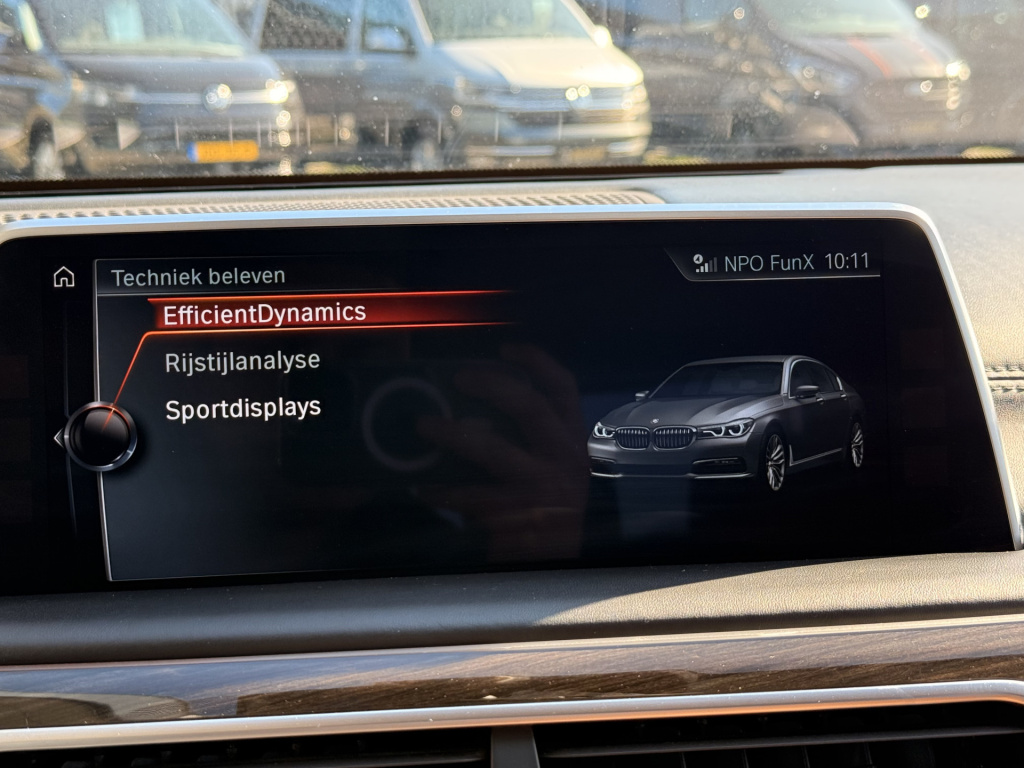 Techniek beleven
NPO FunX 10:11
EfficientDynamics
Rijstijlanalyse
Sportdisplays